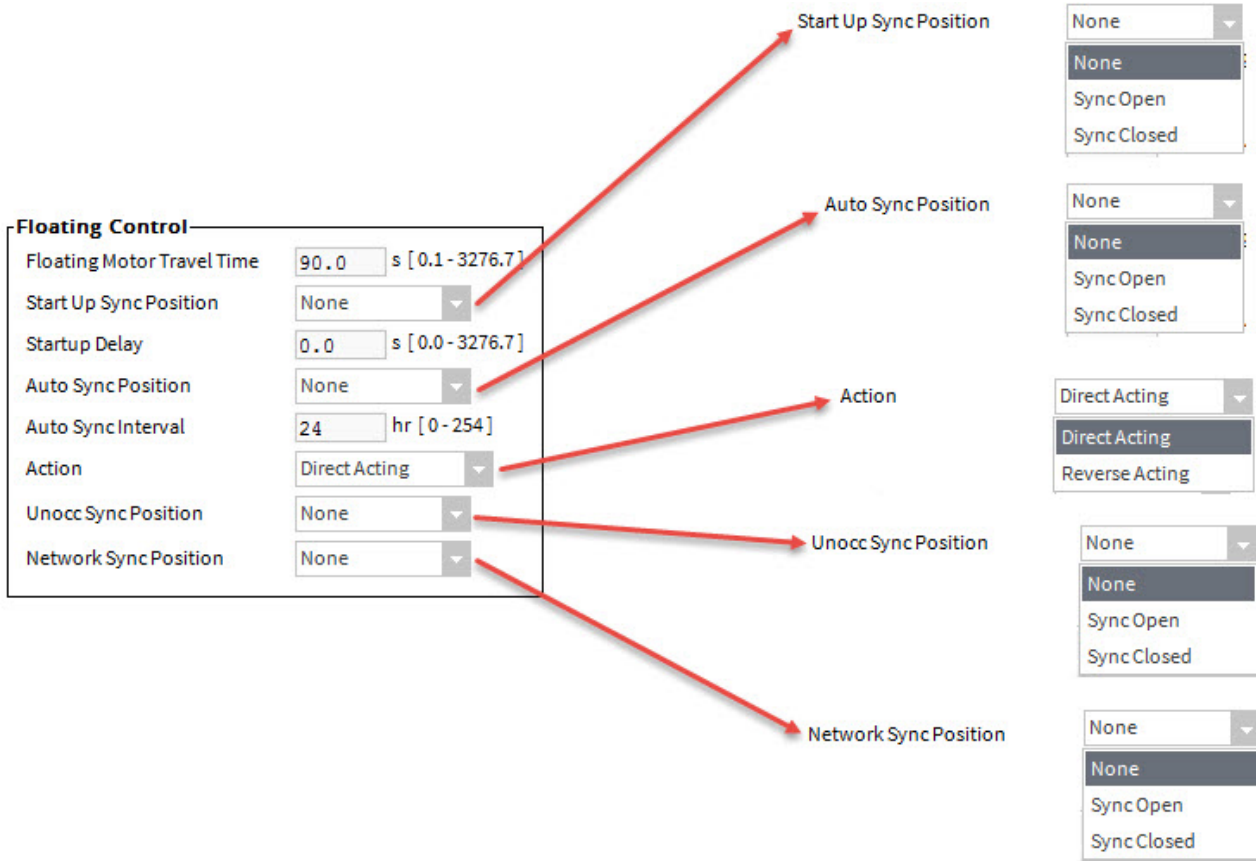 Floating Control
Floating Motor Travel Time 90.0 s [ 0.1 - 3276.7 ]
Start Up Sync Position None
Startup Delay 0.0 s [ 0.0 - 3276.7 ]
Auto Sync Position None
Auto Sync Interval 24 hr [ 0 - 254 ]
Action Direct Acting
Unocc Sync Position None
Network Sync Position None
Start Up Sync Position None
None
Sync Open
Sync Closed
Auto Sync Position None
None
Sync Open
Sync Closed
Action Direct Acting
Direct Acting
Reverse Acting
Unocc Sync Position None
None
Sync Open
Sync Closed
Network Sync Position None
None
Sync Open
Sync Closed